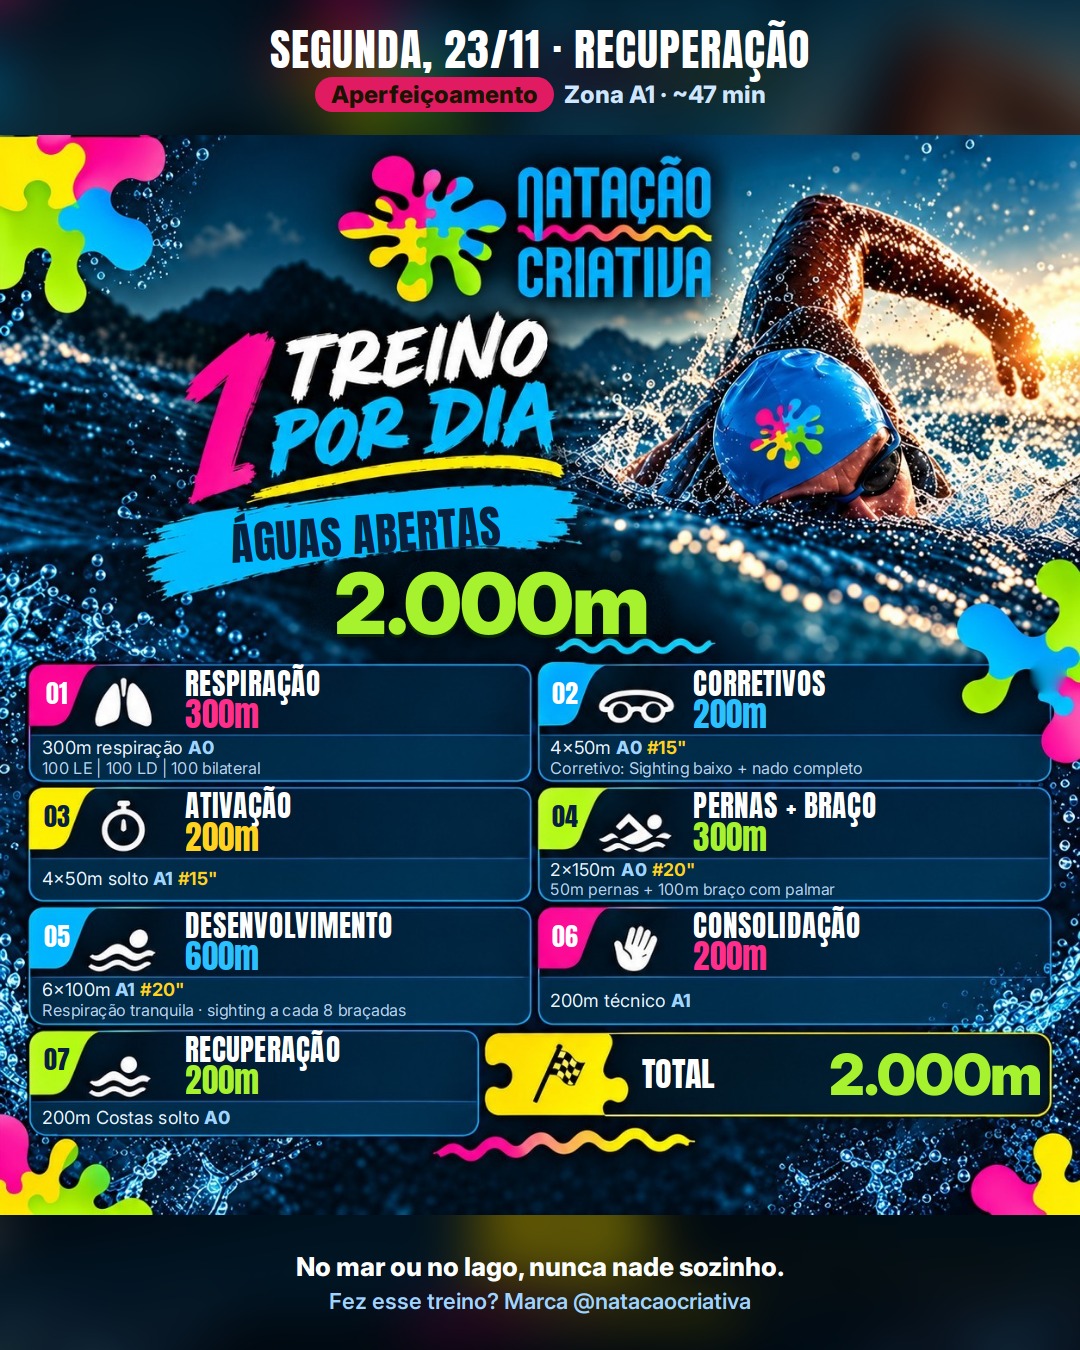 SEGUNDA, 23/11 · RECUPERAÇÃO
Aperfeiçoamento Zona A1 · ~47 min
NATAÇÃO
CRIATIVA
1 TREINO
POR DIA
ÁGUAS ABERTAS
2.000m
01 RESPIRAÇÃO
300m
300m respiração A0
100 LE | 100 LD | 100 bilateral
02 CORRETIVOS
200m
4×50m A0 #15"
Corretivo: Sighting baixo + nado completo
03 ATIVAÇÃO
200m
4×50m solto A1 #15"
04 PERNAS + BRAÇO
300m
2×150m A0 #20"
50m pernas + 100m braço com palmar
05 DESENVOLVIMENTO
600m
6×100m A1 #20"
Respiração tranquila · sighting a cada 8 braçadas
06 CONSOLIDAÇÃO
200m
200m técnico A1
07 RECUPERAÇÃO
200m
200m Costas solto A0
TOTAL 2.000m
No mar ou no lago, nunca nade sozinho.
Fez esse treino? Marca @natacaocriativa